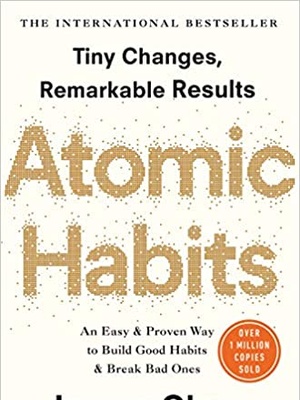 THE INTERNATIONAL BESTSELLER
Tiny Changes,
Remarkable Results
Atomic
Habits
An Easy & Proven Way
to Build Good Habits
& Break Bad Ones
OVER
1 MILLION
COPIES
SOLD